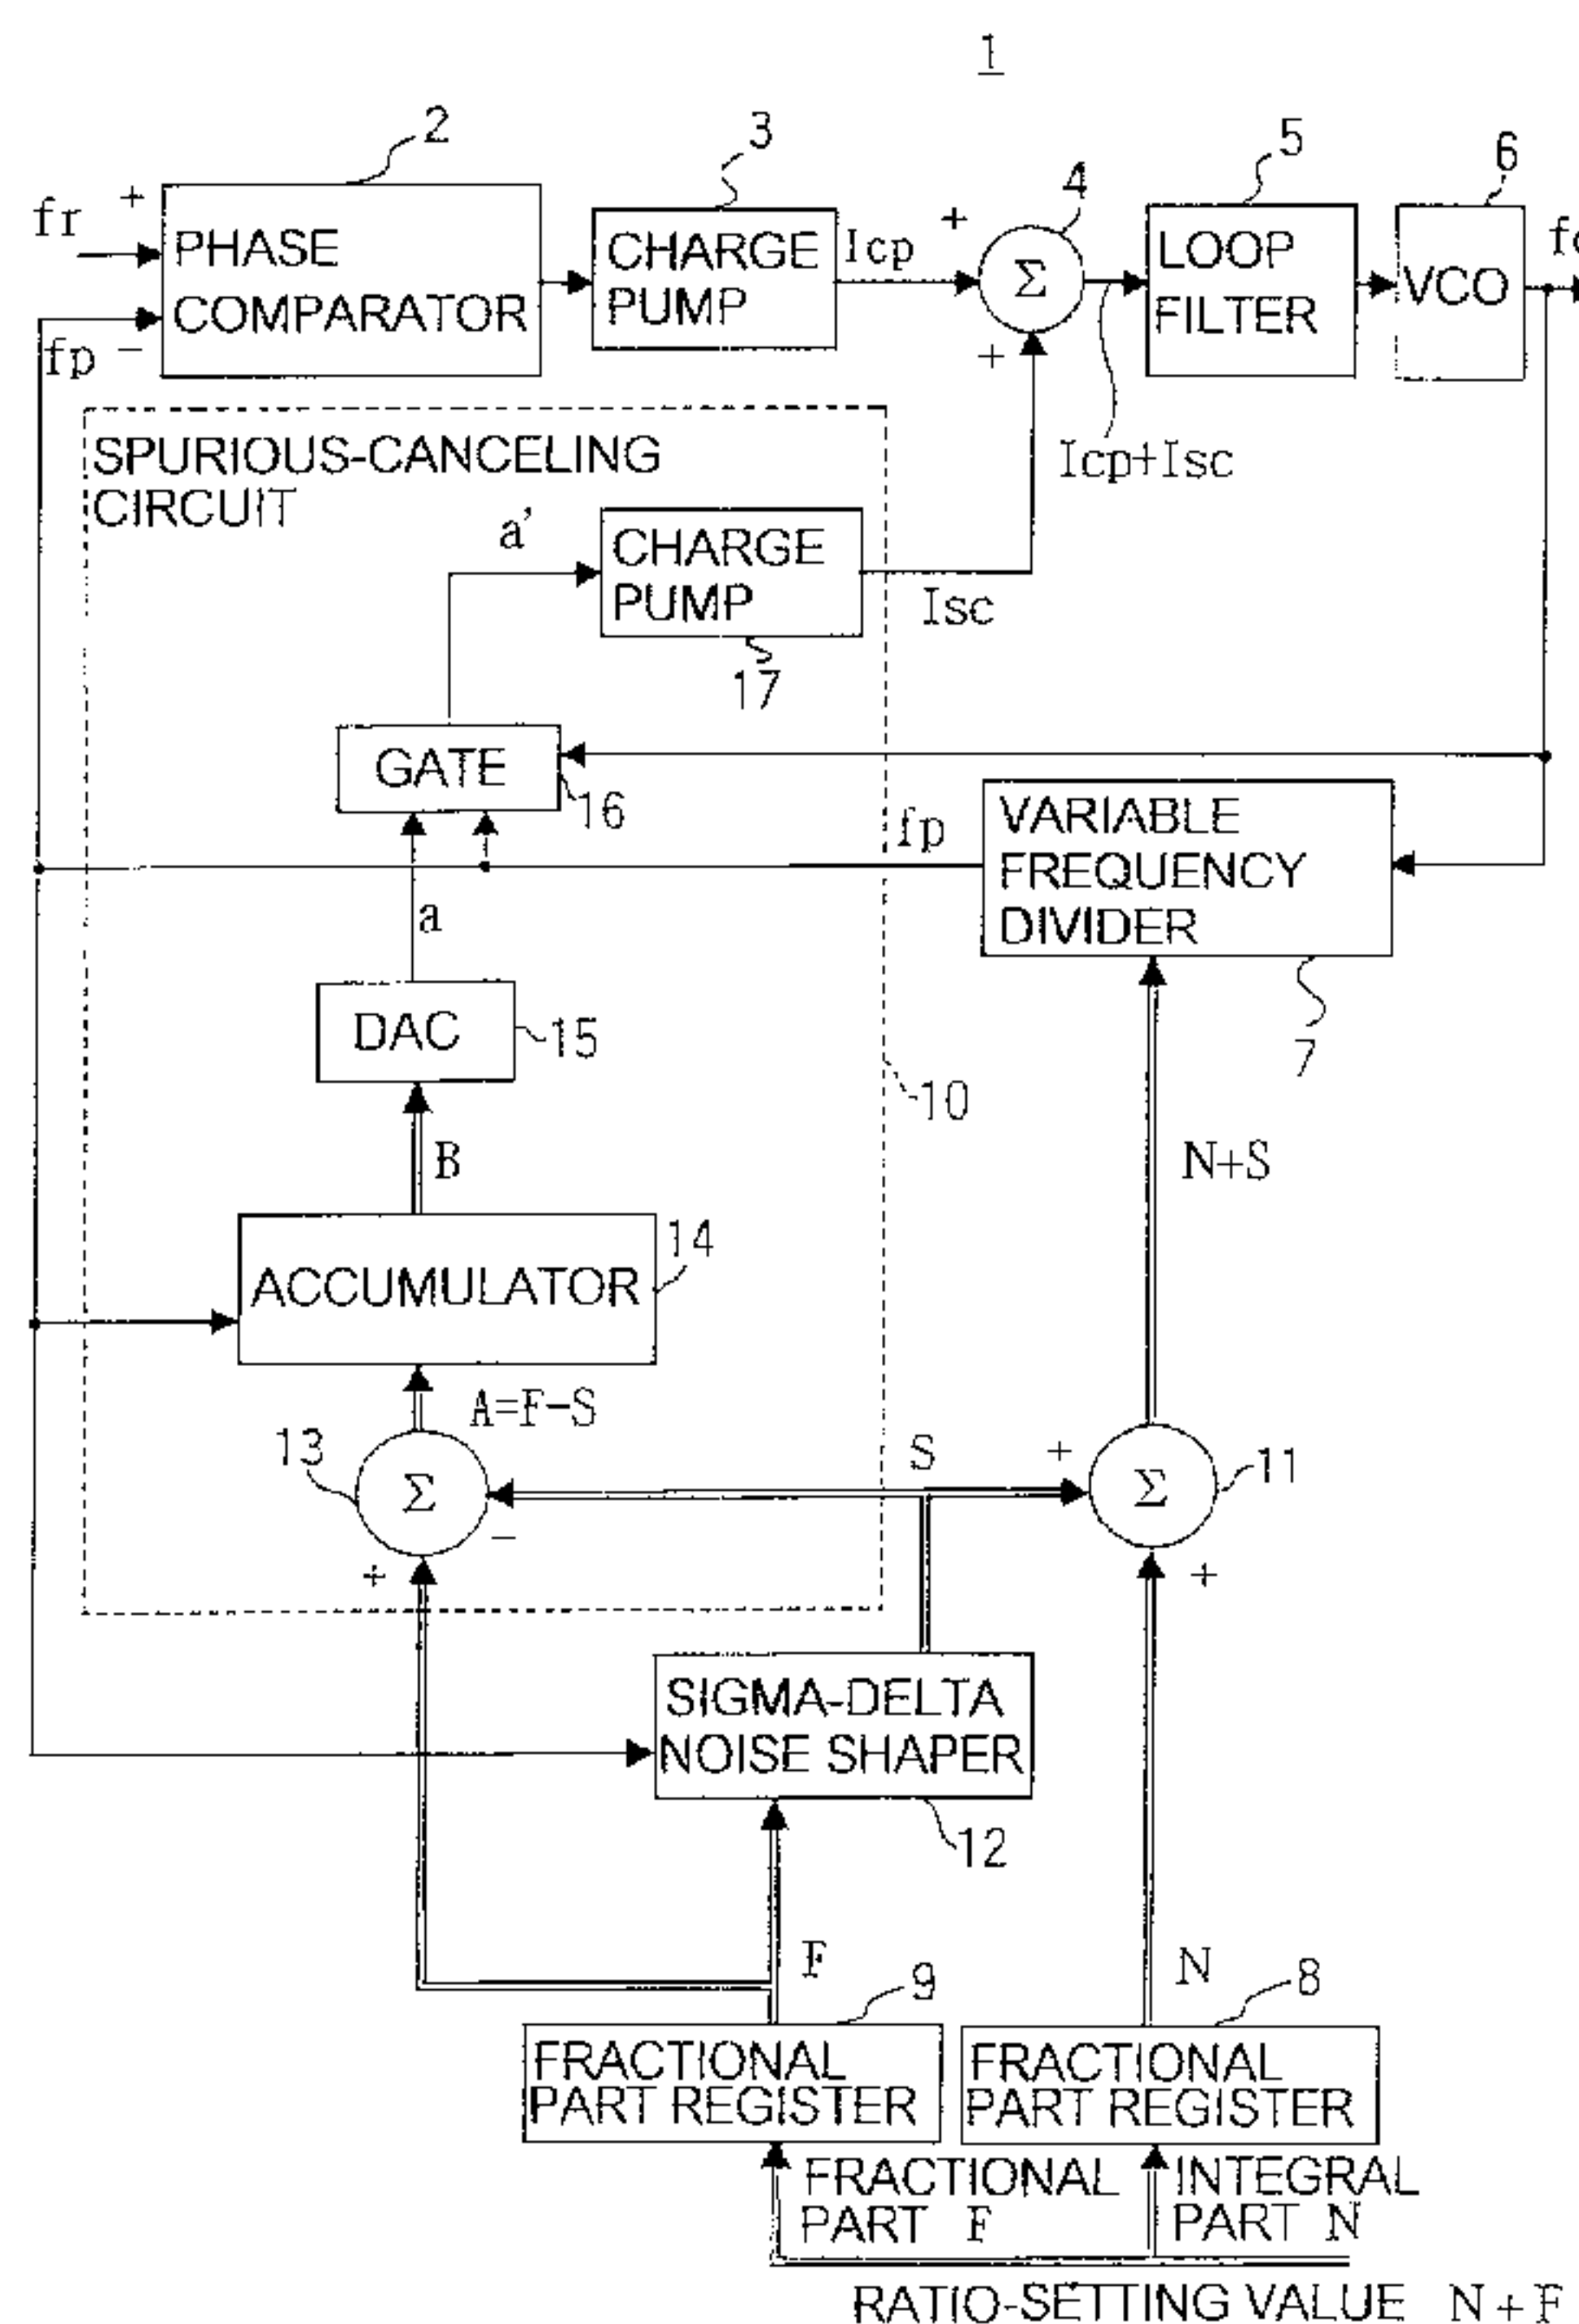 1
2
3
4
5
6
fr
+
PHASE
COMPARATOR
fp
−
CHARGE
PUMP
Icp
+
Σ
+
LOOP
FILTER
VCO
Icp+Isc
SPURIOUS-CANCELING
CIRCUIT
a'
CHARGE
PUMP
Isc
17
GATE
16
fp
VARIABLE
FREQUENCY
DIVIDER
7
a
DAC
15
10
B
N+S
ACCUMULATOR
14
A=F−S
13
Σ
−
+
S
+
Σ
11
+
SIGMA-DELTA
NOISE SHAPER
12
F
N
9
8
FRACTIONAL
PART REGISTER
FRACTIONAL
PART REGISTER
FRACTIONAL
PART F
INTEGRAL
PART N
RATIO-SETTING VALUE N+F